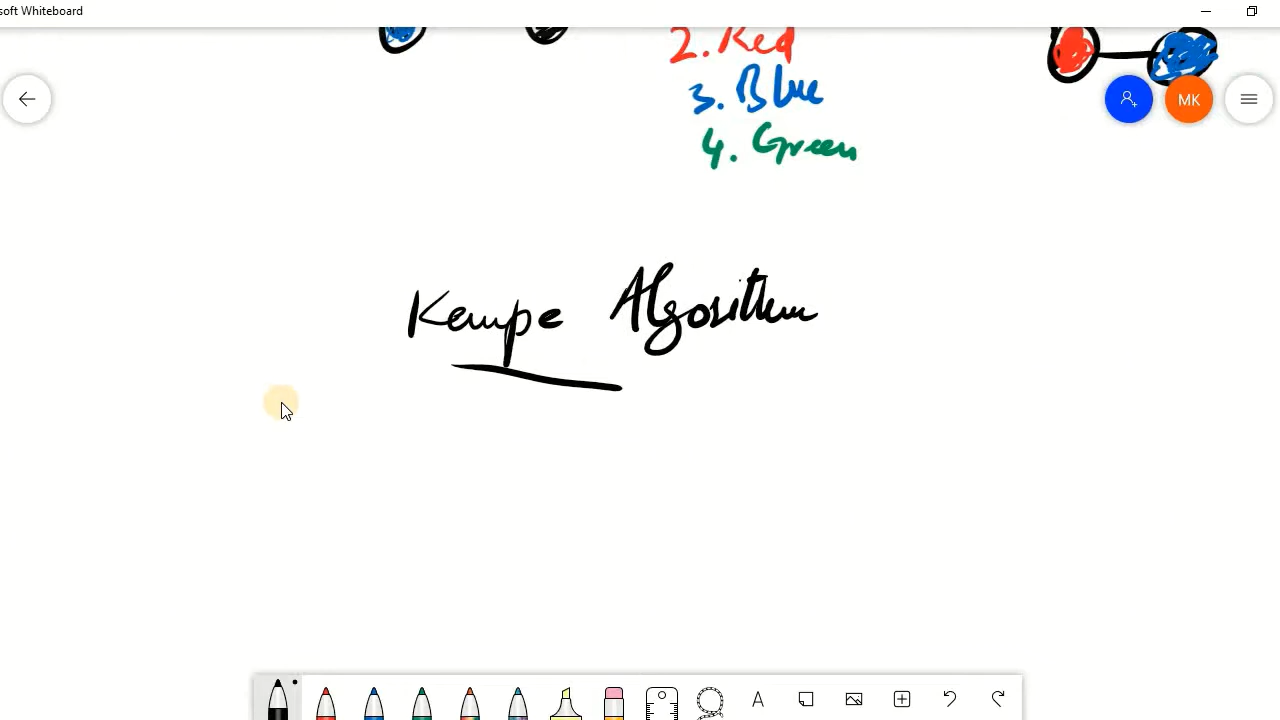 soft Whiteboard
2. Red
3. Blue
MK
4. Green
Kempe Algorithm
A